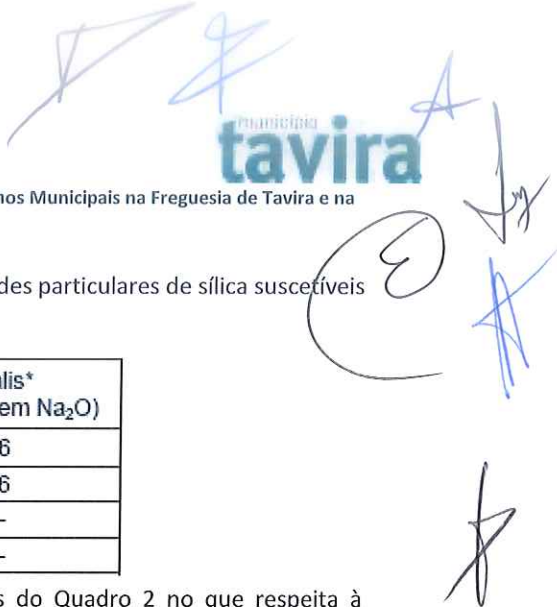 município
tavira
nos Municipais na Freguesia de Tavira e na
des particulares de sílica suscetíveis
lis*
em Na₂O)
6
6
-
-
s do Quadro 2 no que respeita à